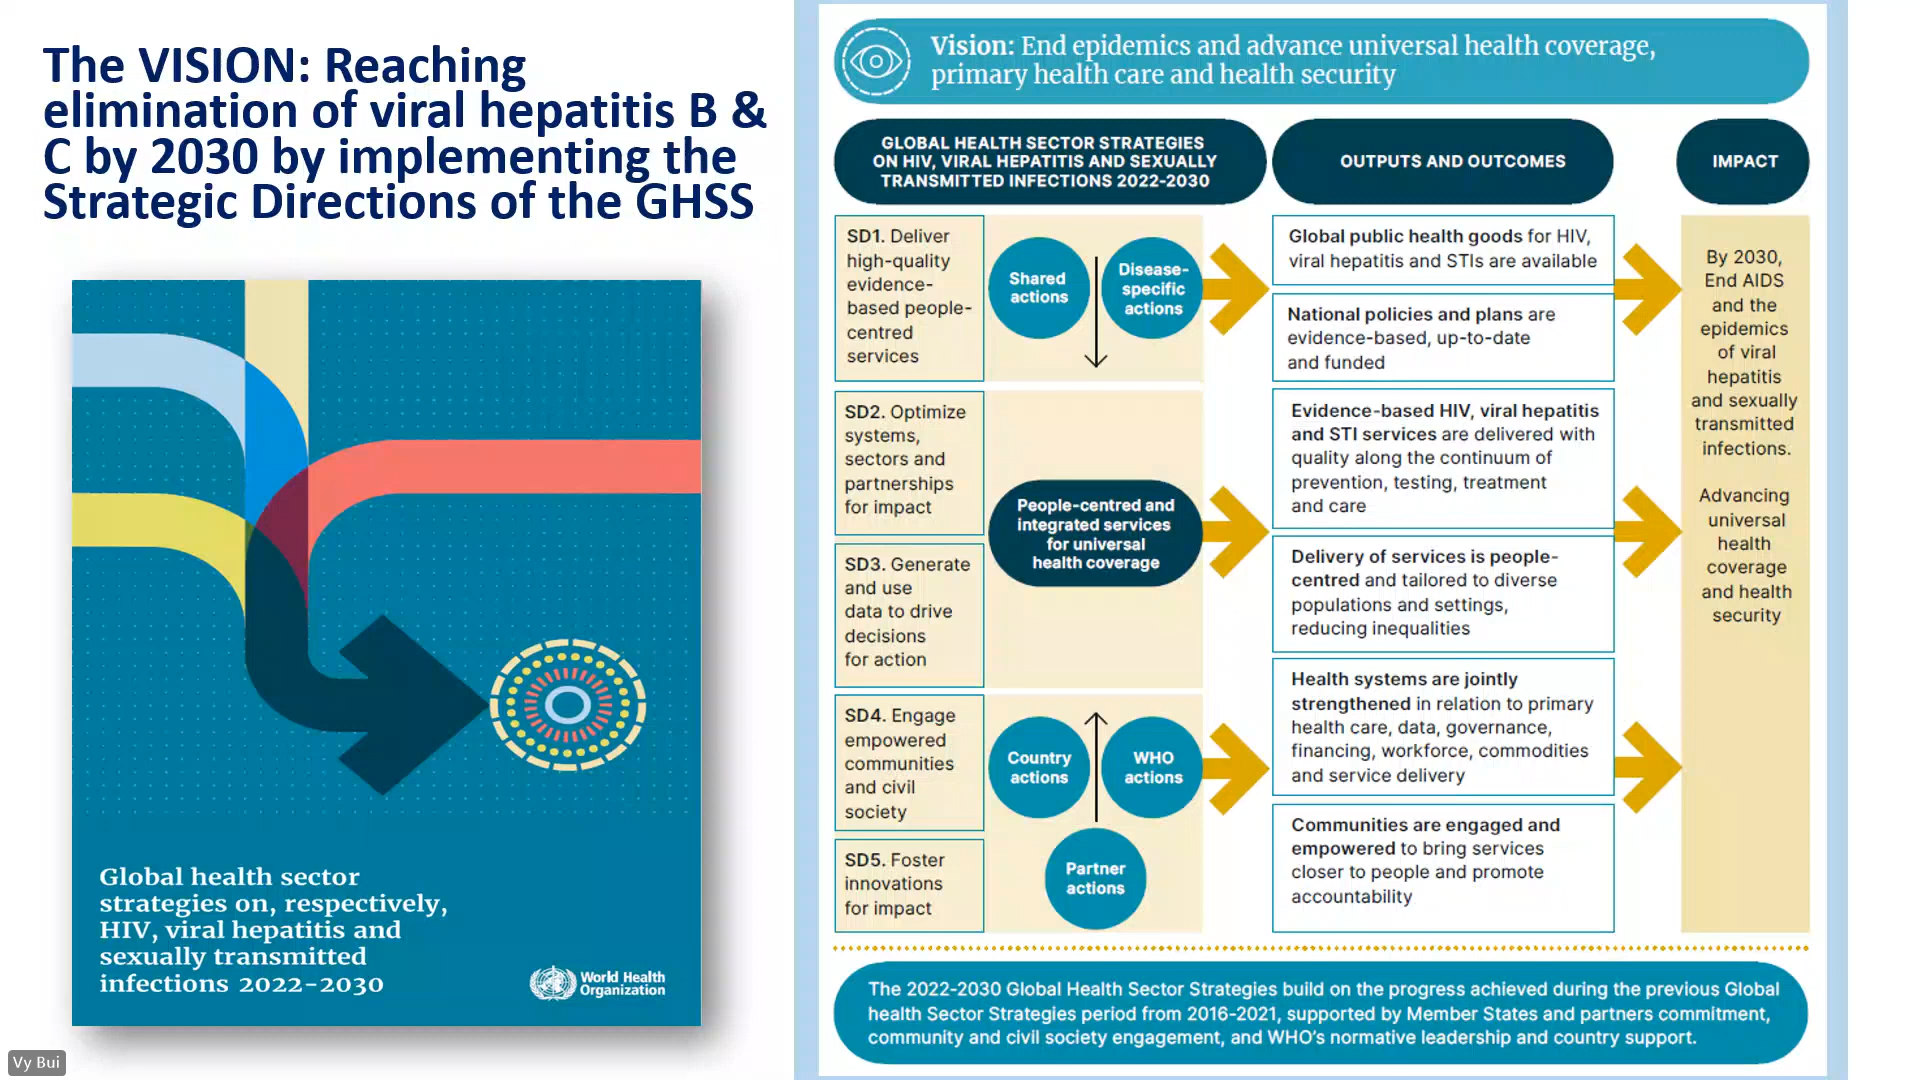 The VISION: Reaching
elimination of viral hepatitis B &
C by 2030 by implementing the
Strategic Directions of the GHSS
Global health sector
strategies on, respectively,
HIV, viral hepatitis and
sexually transmitted
infections 2022-2030
World Health
Organization
Vy Bui
Vision: End epidemics and advance universal health coverage,
primary health care and health security
GLOBAL HEALTH SECTOR STRATEGIES
ON HIV, VIRAL HEPATITIS AND SEXUALLY
TRANSMITTED INFECTIONS 2022-2030
OUTPUTS AND OUTCOMES
IMPACT
SD1. Deliver
high-quality
evidence-
based people-
centred
services
SD2. Optimize
systems,
sectors and
partnerships
for impact
SD3. Generate
and use
data to drive
decisions
for action
SD4. Engage
empowered
communities
and civil
society
SD5. Foster
innovations
for impact
Shared
actions
Disease-
specific
actions
People-centred and
integrated services
for universal
health coverage
Country
actions
WHO
actions
Partner
actions
Global public health goods for HIV,
viral hepatitis and STIs are available
National policies and plans are
evidence-based, up-to-date
and funded
Evidence-based HIV, viral hepatitis
and STI services are delivered with
quality along the continuum of
prevention, testing, treatment
and care
Delivery of services is people-
centred and tailored to diverse
populations and settings,
reducing inequalities
Health systems are jointly
strengthened in relation to primary
health care, data, governance,
financing, workforce, commodities
and service delivery
Communities are engaged and
empowered to bring services
closer to people and promote
accountability
By 2030,
End AIDS
and the
epidemics
of viral
hepatitis
and sexually
transmitted
infections.
Advancing
universal
health
coverage
and health
security
The 2022-2030 Global Health Sector Strategies build on the progress achieved during the previous Global
health Sector Strategies period from 2016-2021, supported by Member States and partners commitment,
community and civil society engagement, and WHO's normative leadership and country support.